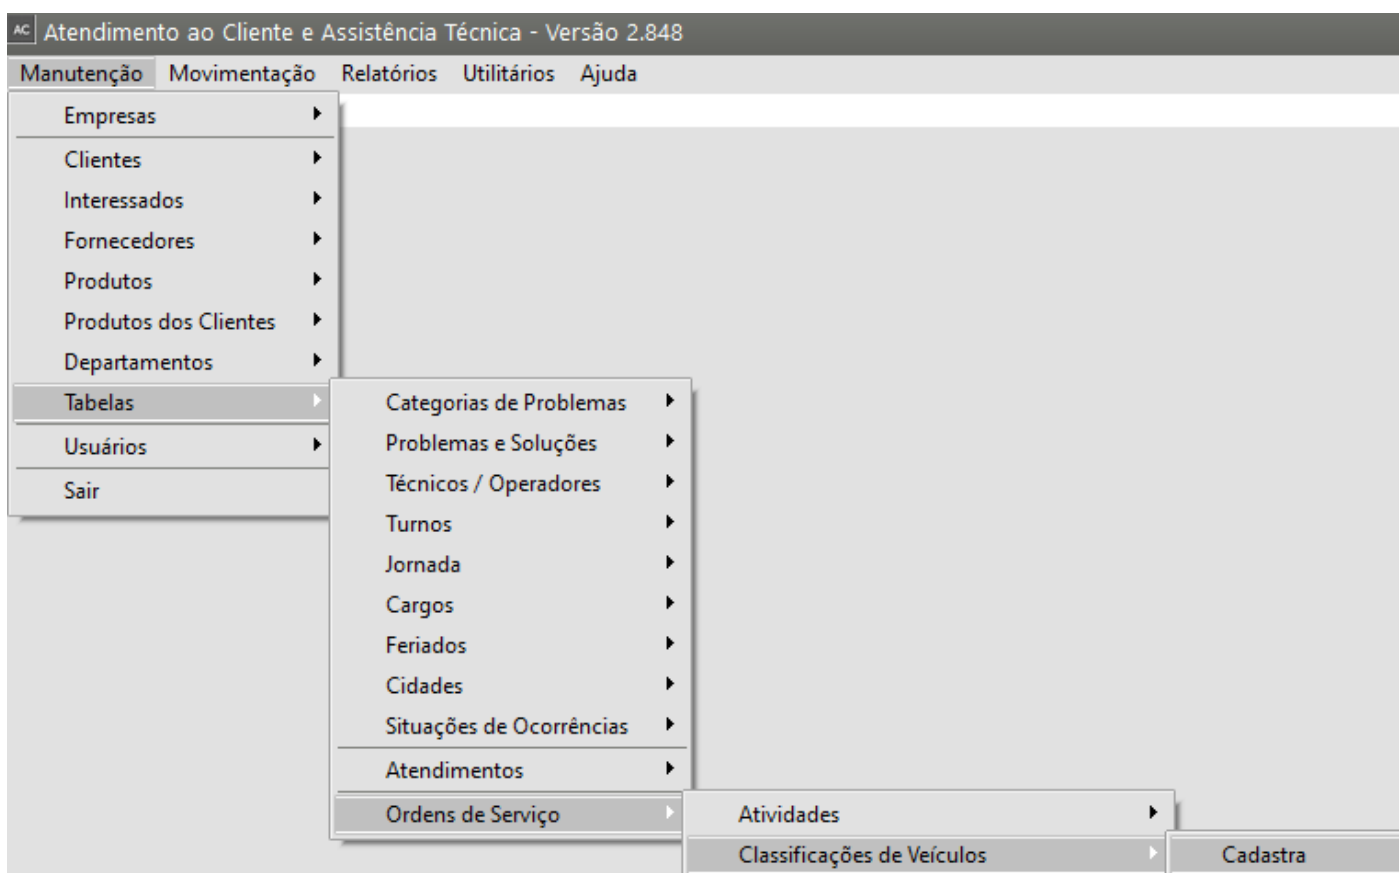 AC Atendimento ao Cliente e Assistência Técnica - Versão 2.848
Manutenção Movimentação Relatórios Utilitários Ajuda
Empresas
Clientes
Interessados
Fornecedores
Produtos
Produtos dos Clientes
Departamentos
Tabelas
Usuários
Sair
Categorias de Problemas
Problemas e Soluções
Técnicos / Operadores
Turnos
Jornada
Cargos
Feriados
Cidades
Situações de Ocorrências
Atendimentos
Ordens de Serviço
Atividades
Classificações de Veículos
Cadastra